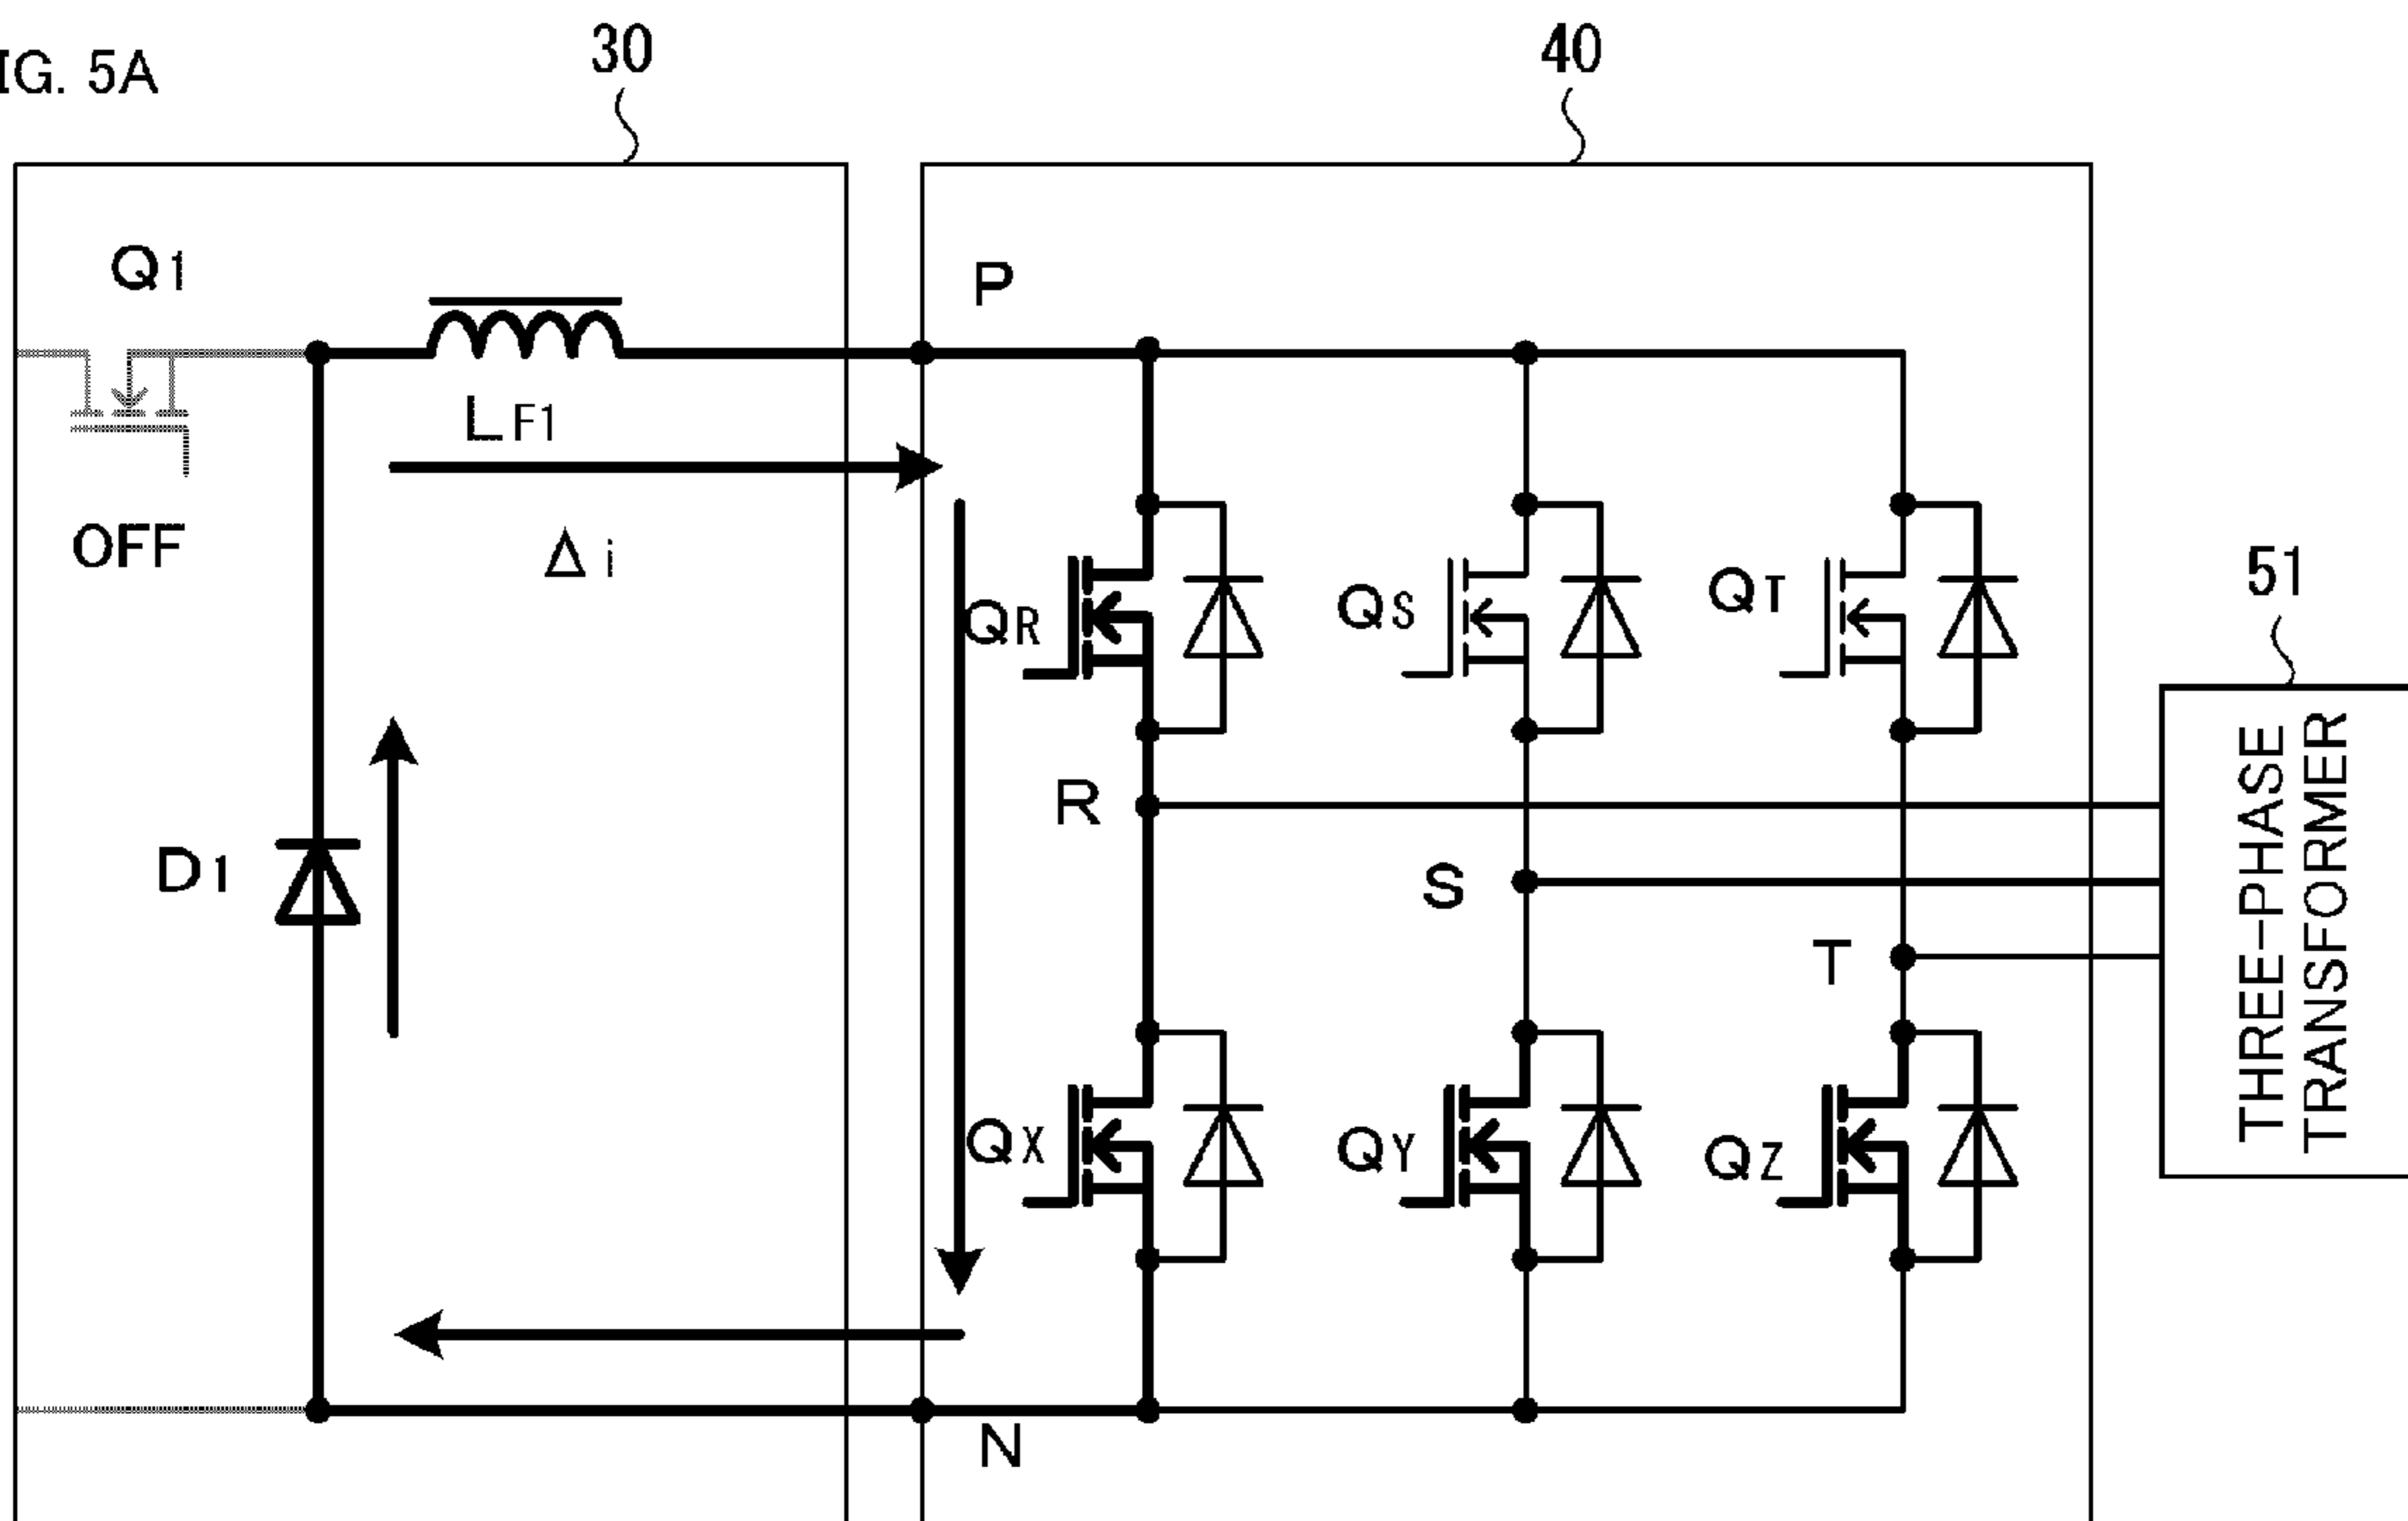 IG. 5A
30
40
Q1
P
LF1
OFF
Δi
QR
QS
QT
51
R
D1
S
T
THREE-PHASE
TRANSFORMER
QX
QY
QZ
N